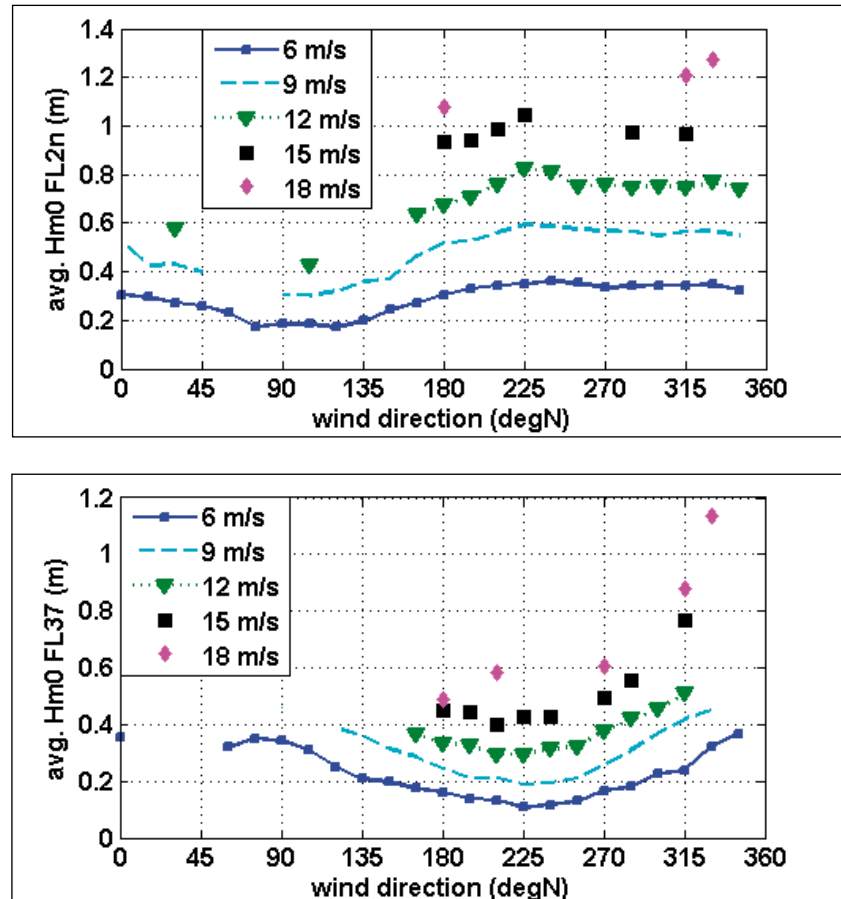 avg. Hm0 FL2n (m)
1.4
1.2
1
0.8
0.6
0.4
0.2
0
6 m/s
9 m/s
12 m/s
15 m/s
18 m/s
0 45 90 135 180 225 270 315 360
wind direction (degN)
avg. Hm0 FL37 (m)
1.2
1
0.8
0.6
0.4
0.2
0
6 m/s
9 m/s
12 m/s
15 m/s
18 m/s
0 45 90 135 180 225 270 315 360
wind direction (degN)